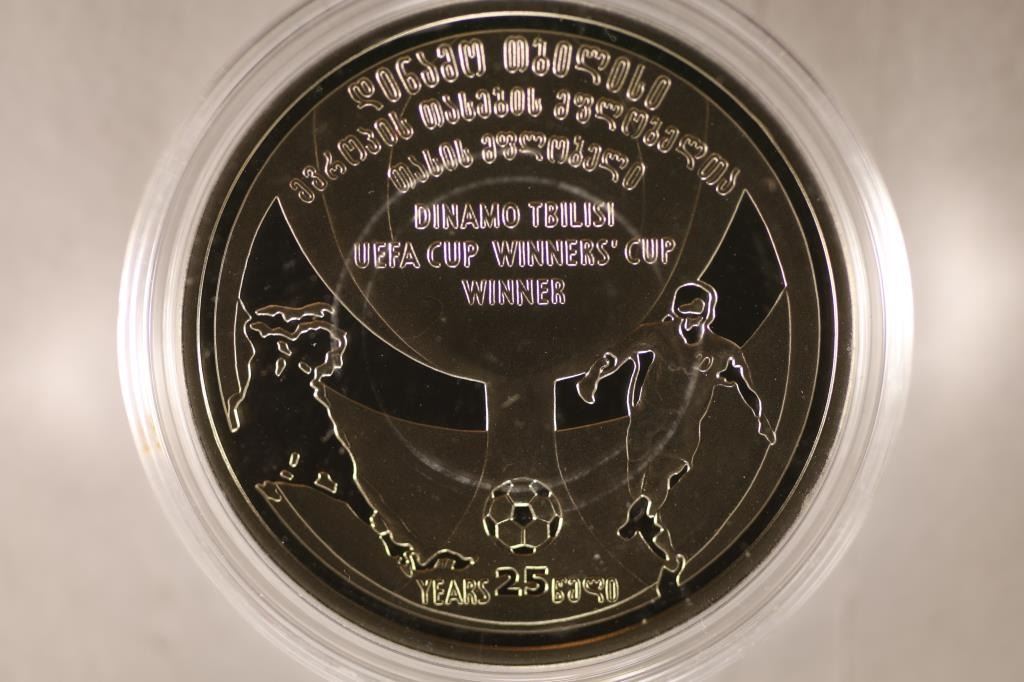 დინამო თბილისი
ევროპის თასების მფლობელთა
თასის მფლობელი
DINAMO TBILISI
UEFA CUP WINNERS' CUP
WINNER
YEARS 25 წელი